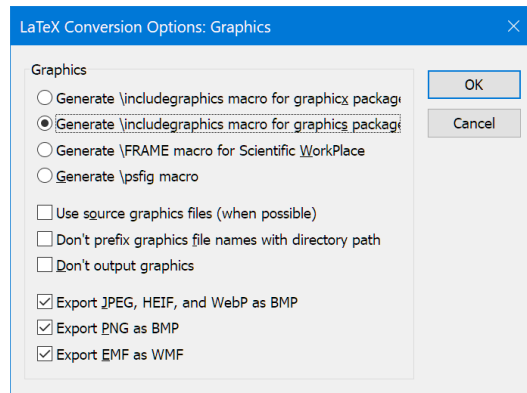 LaTeX Conversion Options: Graphics
Graphics
OK
Generate \includegraphics macro for graphicx package
Generate \includegraphics macro for graphics package
Cancel
Generate \FRAME macro for Scientific WorkPlace
Generate \psfig macro
Use source graphics files (when possible)
Don't prefix graphics file names with directory path
Don't output graphics
Export JPEG, HEIF, and WebP as BMP
Export PNG as BMP
Export EMF as WMF